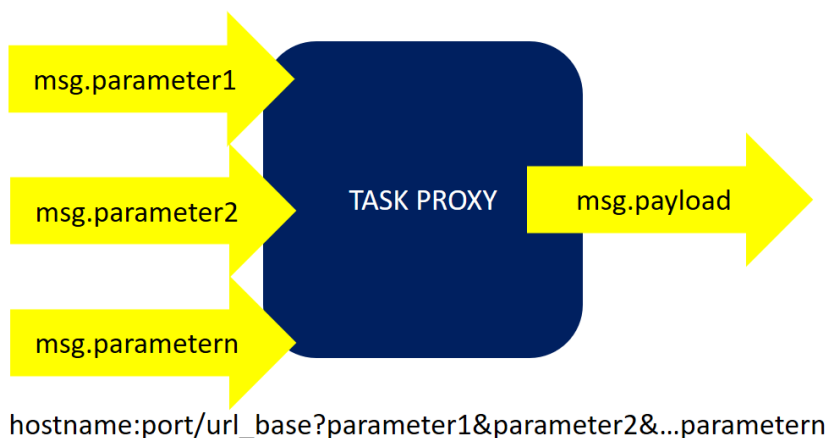 msg.parameter1
msg.parameter2
TASK PROXY
msg.payload
msg.parametern
hostname:port/url_base?parameter1&parameter2&...parametern